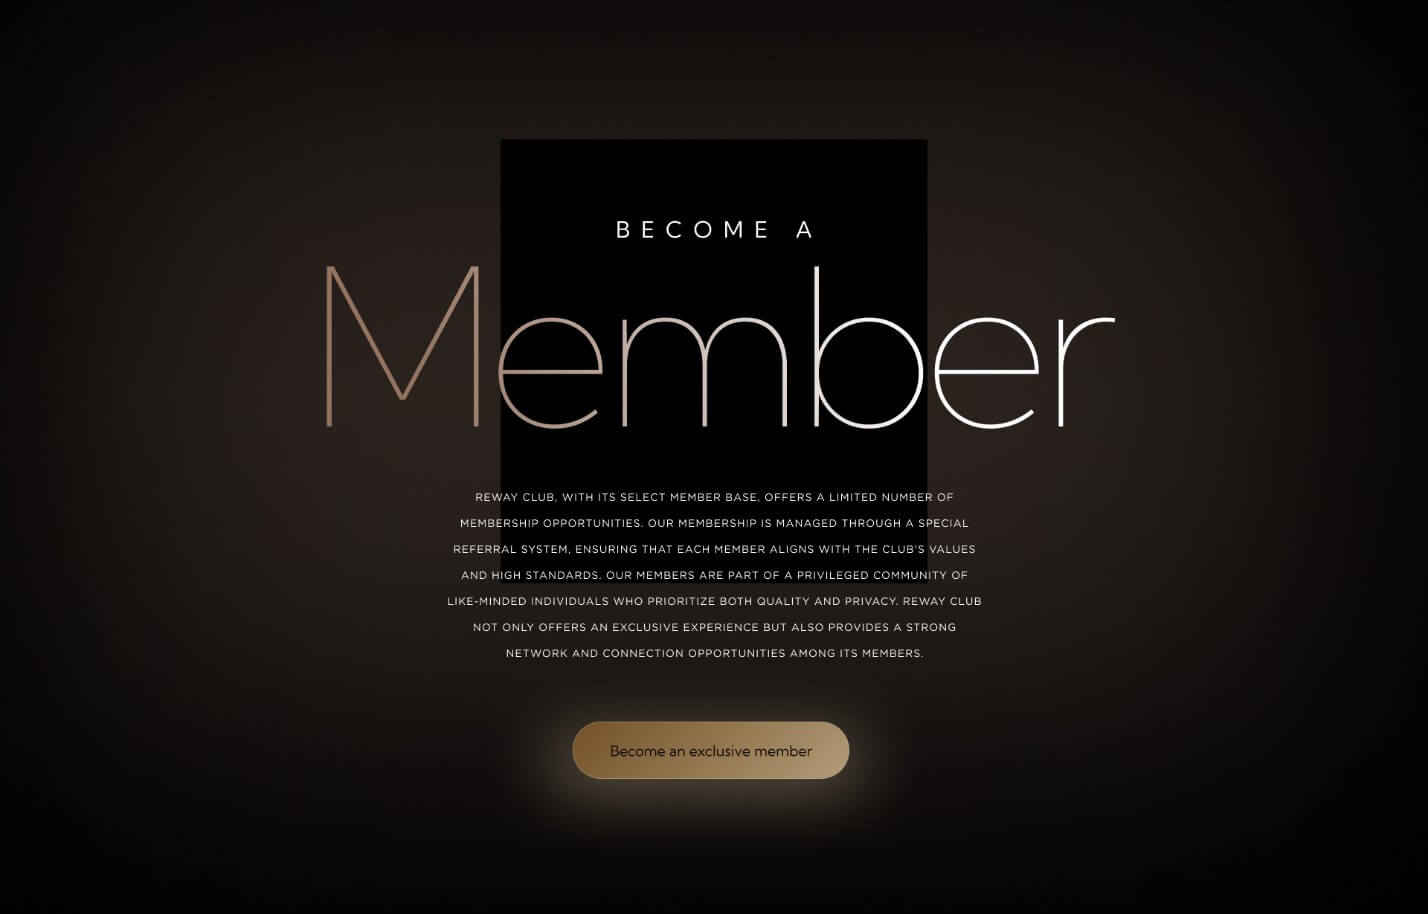 BECOME A
Member
REWAY CLUB, WITH ITS SELECT MEMBER BASE, OFFERS A LIMITED NUMBER OF
MEMBERSHIP OPPORTUNITIES. OUR MEMBERSHIP IS MANAGED THROUGH A SPECIAL
REFERRAL SYSTEM, ENSURING THAT EACH MEMBER ALIGNS WITH THE CLUB'S VALUES
AND HIGH STANDARDS. OUR MEMBERS ARE PART OF A PRIVILEGED COMMUNITY OF
LIKE-MINDED INDIVIDUALS WHO PRIORITIZE BOTH QUALITY AND PRIVACY. REWAY CLUB
NOT ONLY OFFERS AN EXCLUSIVE EXPERIENCE BUT ALSO PROVIDES A STRONG
NETWORK AND CONNECTION OPPORTUNITIES AMONG ITS MEMBERS.
Become an exclusive member